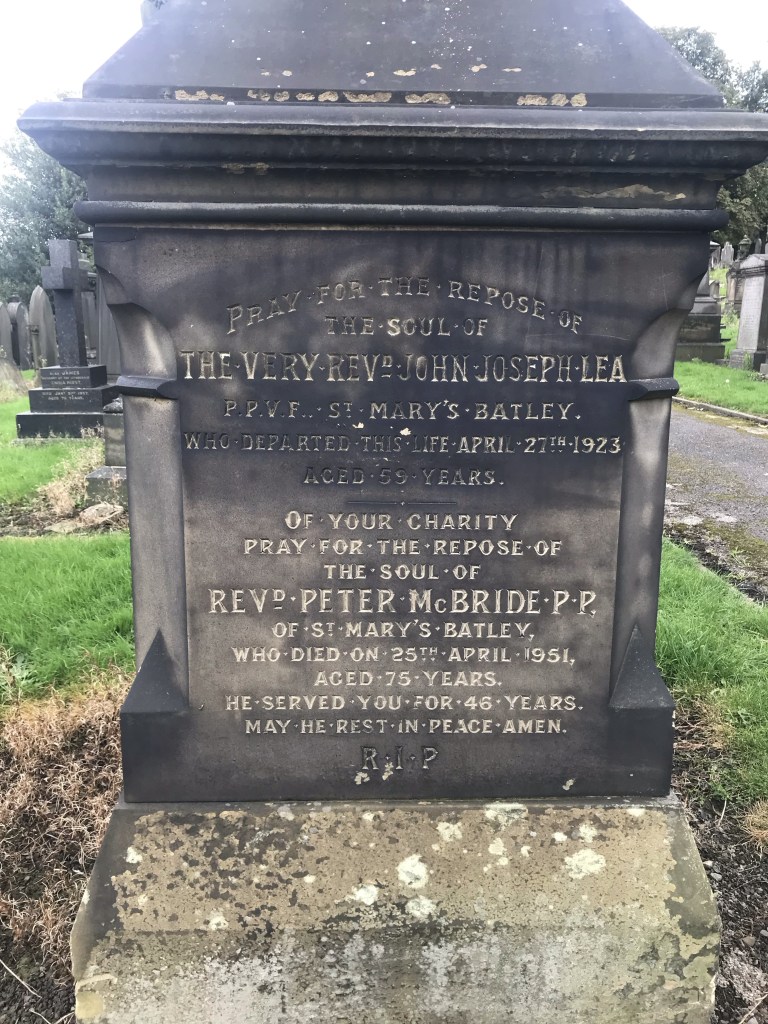 PRAY·FOR·THE·REPOSE·OF
THE·SOUL·OF
THE·VERY·REVD·JOHN·JOSEPH·LEA
P.P.V.F.. ST MARY'S·BATLEY.
WHO·DEPARTED·THIS·LIFE·APRIL·27TH·1923
AGED·59·YEARS.
OF·YOUR·CHARITY
PRAY·FOR·THE·REPOSE·OF
THE·SOUL·OF
REVD·PETER·McBRIDE·P.P.,
OF·ST·MARY'S·BATLEY,
WHO·DIED·ON·25TH·APRIL·1951,
AGED·75·YEARS.
HE·SERVED·YOU·FOR·46·YEARS.
MAY·HE·REST·IN·PEACE·AMEN.
R·I·P